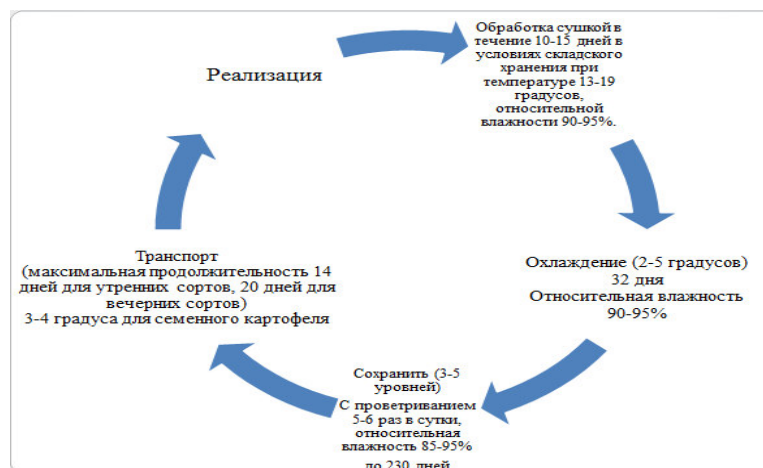 Реализация
Обработка сушкой в
течение 10-15 дней в
условиях складского
хранения при
температуре 13-19
градусов,
относительной
влажности 90-95%.
Охлаждение (2-5 градусов)
32 дня
Относительная влажность
90-95%
Сохранить (3-5
уровней)
С проветриванием
5-6 раз в сутки,
относительная
влажность 85-95%
до 230 дней
Транспорт
(максимальная продолжительность 14
дней для утренних сортов, 20 дней для
вечерних сортов)
3-4 градуса для семенного картофеля